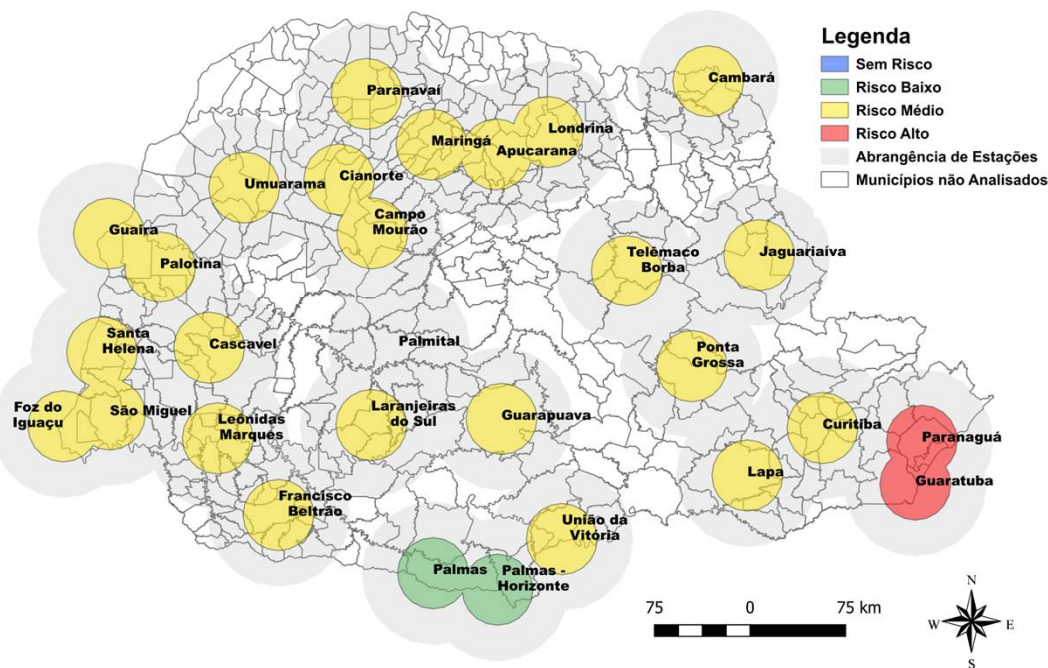 Legenda
Sem Risco
Risco Baixo
Risco Médio
Risco Alto
Abrangência de Estações
Municípios não Analisados
Cambará
Paranavaí
Londrina
Maringá
Apucarana
Cianorte
Umuarama
Campo
Mourão
Guaíra
Palotina
Telêmaco
Borba
Jaguariaíva
Santa
Helena
Cascavel
Palmital
Ponta
Grossa
Foz do
Iguaçu
São Miguel
Leônidas
Marques
Laranjeiras
do Sul
Guarapuava
Curitiba
Paranaguá
Lapa
Guaratuba
Francisco
Beltrão
União da
Vitória
Palmas
Palmas -
Horizonte
75 0 75 km
N
W E
S